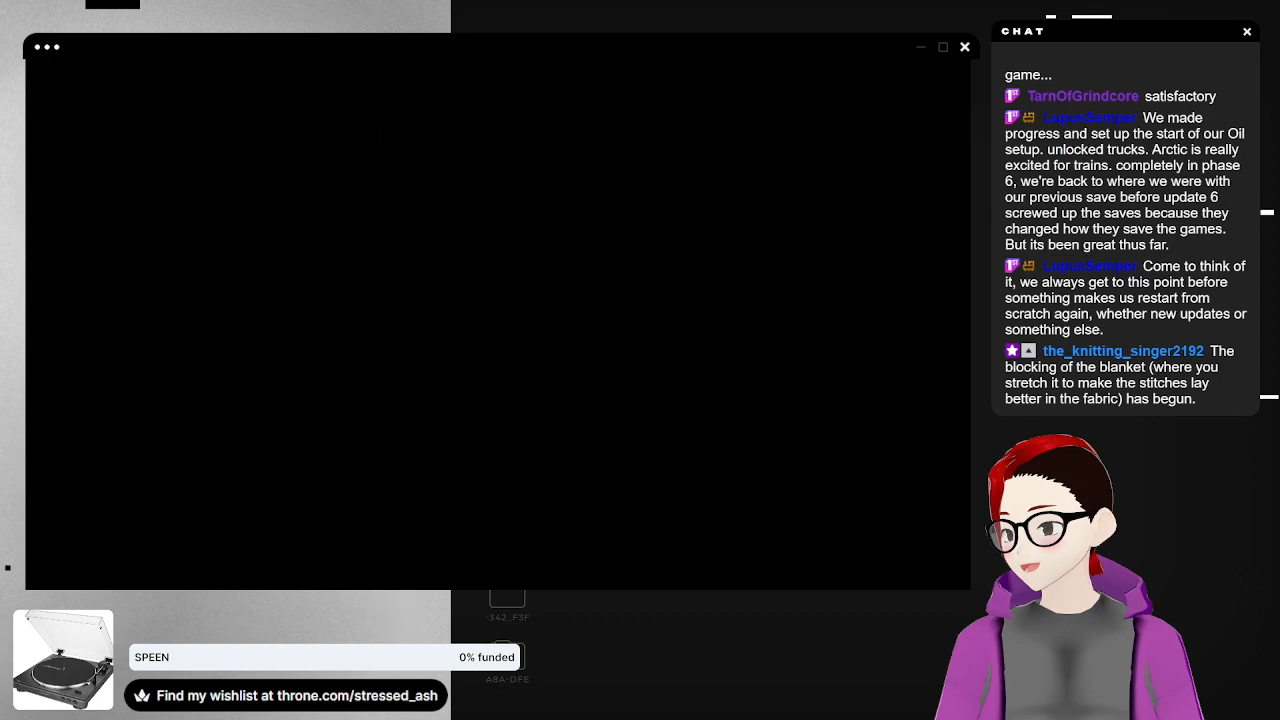 CHAT
game...
TarnOfGrindcore satisfactory
LupusSemper We made
progress and set up the start of our Oil
setup. unlocked trucks. Arctic is really
excited for trains. completely in phase
6, we're back to where we were with
our previous save before update 6
screwed up the saves because they
changed how they save the games.
But its been great thus far.
LupusSemper Come to think of
it, we always get to this point before
something makes us restart from
scratch again, whether new updates or
something else.
the_knitting_singer2192 The
blocking of the blanket (where you
stretch it to make the stitches lay
better in the fabric) has begun.
-342_F3F
A8A-DFE
SPEEN 0% funded
Find my wishlist at throne.com/stressed_ash